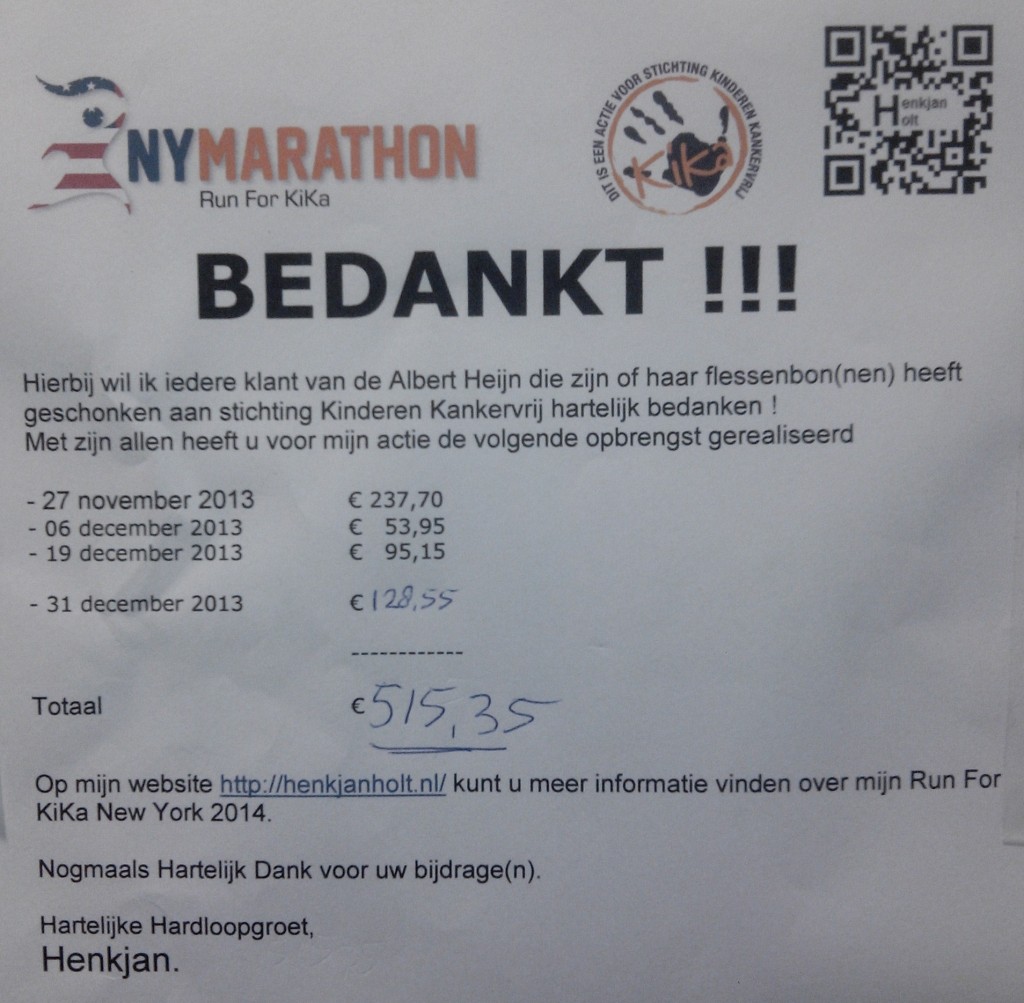 NYMARATHON
Run For KiKa
DIT IS EEN ACTIE VOOR STICHTING KINDEREN KANKERVRIJ
KiKa
Henkjan
Holt
BEDANKT !!!
Hierbij wil ik iedere klant van de Albert Heijn die zijn of haar flessenbon(nen) heeft
geschonken aan stichting Kinderen Kankervrij hartelijk bedanken !
Met zijn allen heeft u voor mijn actie de volgende opbrengst gerealiseerd
- 27 november 2013 € 237,70
- 06 december 2013 € 53,95
- 19 december 2013 € 95,15
- 31 december 2013 € 128,55
------------
Totaal € 515,35
Op mijn website http://henkjanholt.nl/ kunt u meer informatie vinden over mijn Run For
KiKa New York 2014.
Nogmaals Hartelijk Dank voor uw bijdrage(n).
Hartelijke Hardloopgroet,
Henkjan.